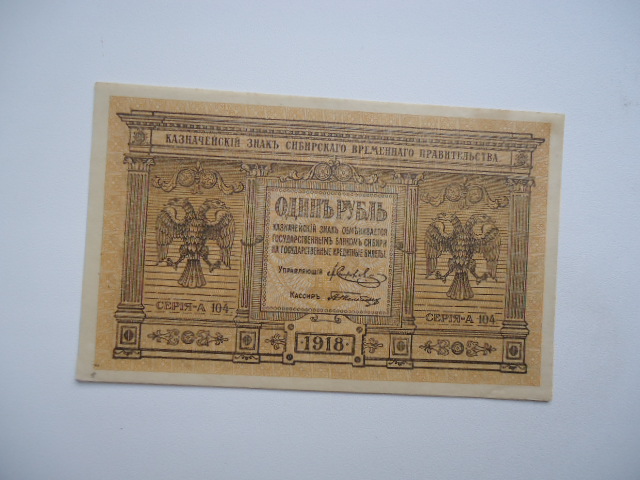 КАЗНАЧЕЙСКІЙ ЗНАКЪ СИБИРСКАГО ВРЕМЕННАГО ПРАВИТЕЛЬСТВА.
ОДИНЪ РУБЛЬ
КАЗНАЧЕЙСКІЙ ЗНАКЪ ОБМѢНИВАЕТСЯ
ГОСУДАРСТВЕННЫМЪ БАНКОМЪ СИБИРИ
НА ГОСУДАРСТВЕННЫЕ КРЕДИТНЫЕ БИЛЕТЫ.
УПРАВЛЯЮЩІЙ
КАССИРЪ
СЕРІЯ-А 104
СЕРІЯ-А 104
1918